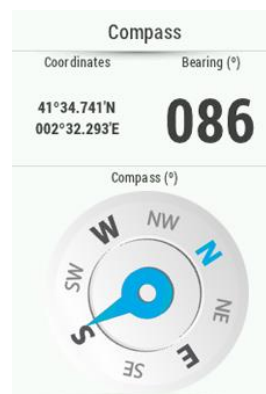 Compass
Coordinates
Bearing (º)
41°34.741'N
002°32.293'E
086
Compass (º)
N
NE
E
SE
S
SW
W
NW